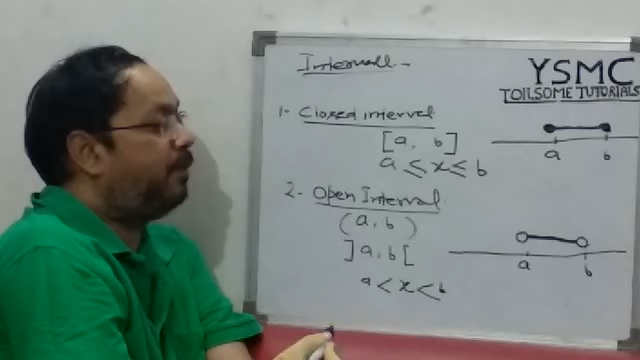 Intervall -
YSMC
TOILSOME TUTORIALS
1- Closed interval
[a, b]
a ≤ x ≤ b
a b
2- Open Interval
(a, b)
]a, b[
a < x < b
a b